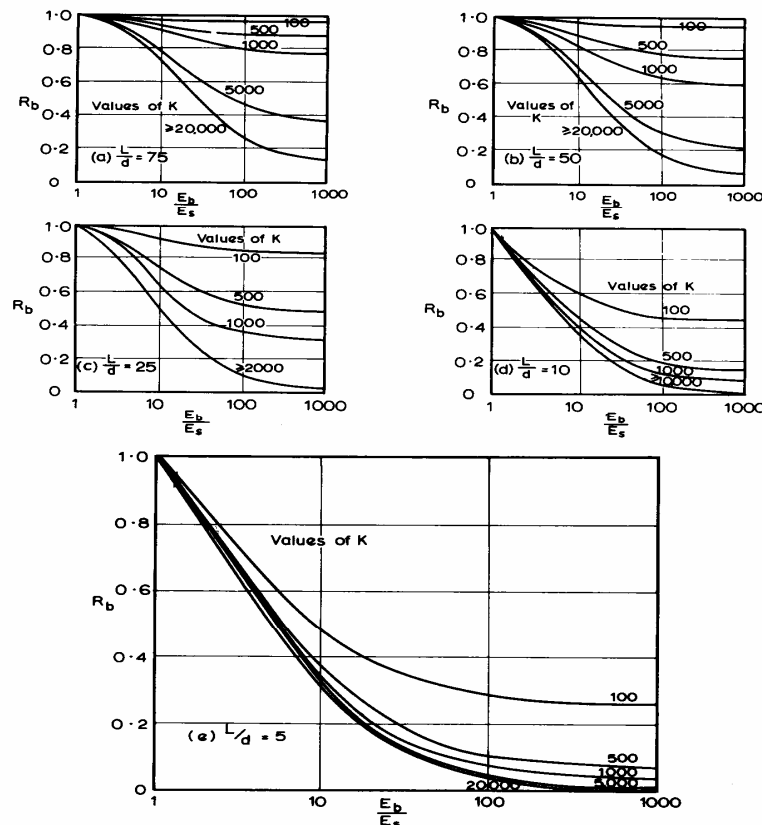 1·0
0·8
0·6
R_b
0·4
0·2
0
100
500
1000
5000
≥20,000
Values of K
(a) L/d = 75
1 10 100 1000
E_b/E_s
1·0
0·8
0·6
R_b
0·4
0·2
0
100
500
1000
5000
≥20,000
Values of K
(b) L/d = 50
1 10 100 1000
E_b/E_s
1·0
0·8
R_b
0·6
0·4
0·2
0
Values of K
100
500
1000
≥2000
(c) L/d = 25
1 10 100 1000
E_b/E_s
1·0
0·8
R_b
0·6
0·4
0·2
0
Values of K
100
500
1000
(d) L/d = 10
1 10 100 1000
E_b/E_s
1·0
0·8
0·6
R_b
0·4
0·2
0
Values of K
100
500
1000
5,000
20,000
(e) L/d = 5
1 10 100 1000
E_b/E_s